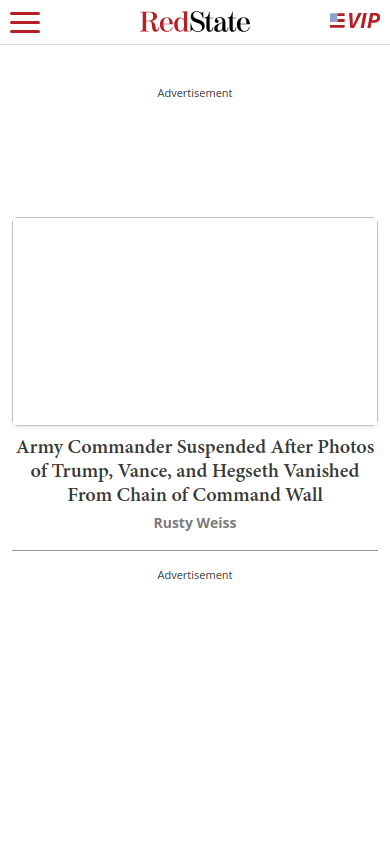 RedState
VIP
Advertisement
Army Commander Suspended After Photos
of Trump, Vance, and Hegseth Vanished
From Chain of Command Wall
Rusty Weiss
Advertisement